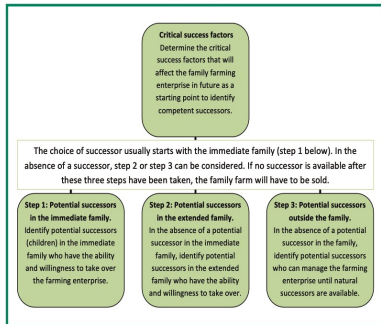 Critical success factors
Determine the critical
success factors that will
affect the family farming
enterprise in future as a
starting point to identify
competent successors.
The choice of successor usually starts with the immediate family (step 1 below). In the
absence of a successor, step 2 or step 3 can be considered. If no successor is available after
these three steps have been taken, the family farm will have to be sold.
Step 1: Potential successors
in the immediate family.
Identify potential successors
(children) in the immediate
family who have the ability
and willingness to take over
the farming enterprise.
Step 2: Potential successors
in the extended family.
In the absence of a potential
successor in the immediate
family, identify potential
successors in the extended
family who have the ability
and willingness to take over.
Step 3: Potential successors
outside the family.
In the absence of a potential
successor in the family,
identify potential successors
who can manage the farming
enterprise until natural
successors are available.